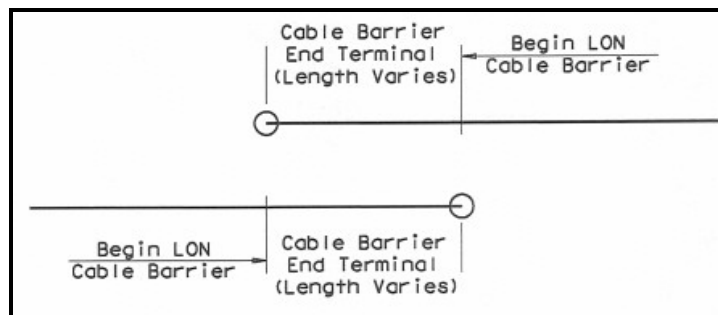 Cable Barrier
End Terminal
(Length Varies)
Begin LON
Cable Barrier
Begin LON
Cable Barrier
Cable Barrier
End Terminal
(Length Varies)